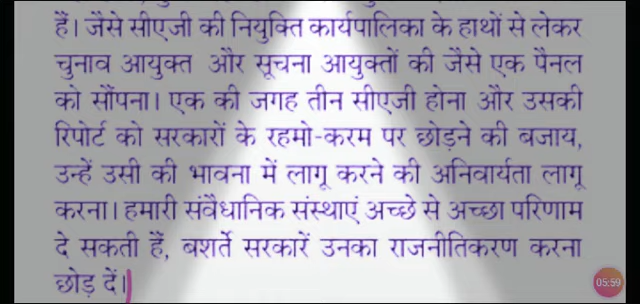 हैं। जैसे सीएजी की नियुक्ति कार्यपालिका के हाथों से लेकर
चुनाव आयुक्त और सूचना आयुक्तों की जैसे एक पैनल
को सौंपना। एक की जगह तीन सीएजी होना और उसकी
रिपोर्ट को सरकारों के रहमो-करम पर छोड़ने की बजाय,
उन्हें उसी की भावना में लागू करने की अनिवार्यता लागू
करना। हमारी संवैधानिक संस्थाएं अच्छे से अच्छा परिणाम
दे सकती हैं, बशर्ते सरकारें उनका राजनीतिकरण करना
छोड़ दें।
05:59